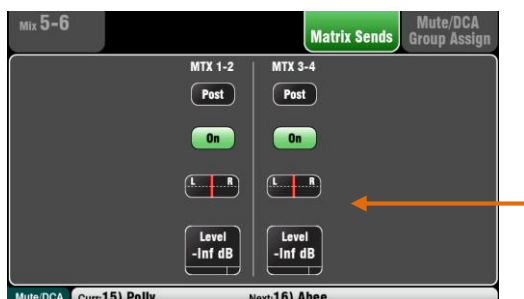 Mix 5-6
Matrix Sends
Mute/DCA
Group Assign
MTX 1-2
MTX 3-4
Post
Post
On
On
L R
L R
Level
-Inf dB
Level
-Inf dB
Mute/DCA Curr:15) Polly Next:16) Abee